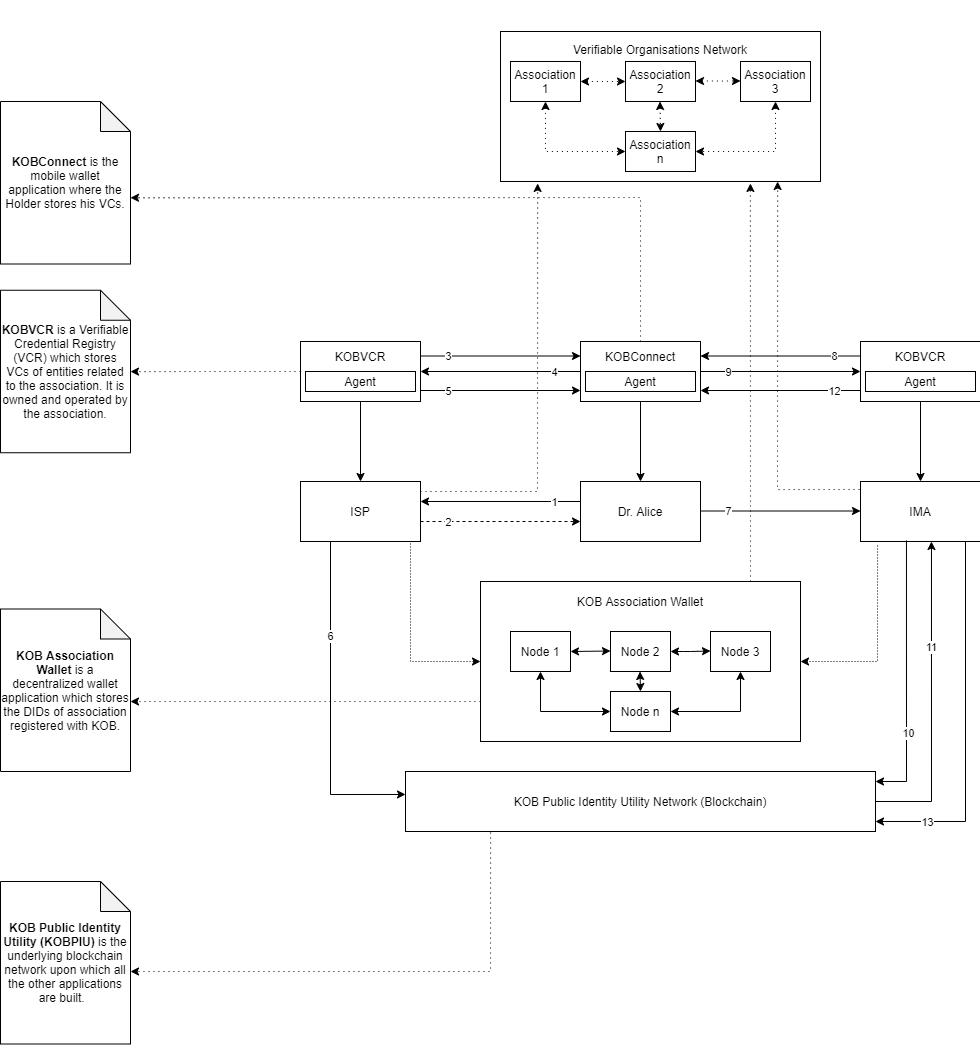 Verifiable Organisations Network
Association
1
Association
2
Association
3
Association
n
KOBConnect is the
mobile wallet
application where the
Holder stores his VCs.
KOBVCR is a Verifiable
Credential Registry
(VCR) which stores
VCs of entities related
to the association. It is
owned and operated by
the association.
KOBVCR
Agent
3
4
5
KOBConnect
Agent
8
9
12
KOBVCR
Agent
ISP
1
2
Dr. Alice
7
IMA
KOB Association Wallet
Node 1
Node 2
Node 3
Node n
6
11
10
KOB Association
Wallet is a
decentralized wallet
application which stores
the DIDs of association
registered with KOB.
KOB Public Identity Utility Network (Blockchain)
13
KOB Public Identity
Utility (KOBPIU) is the
underlying blockchain
network upon which all
the other applications
are built.